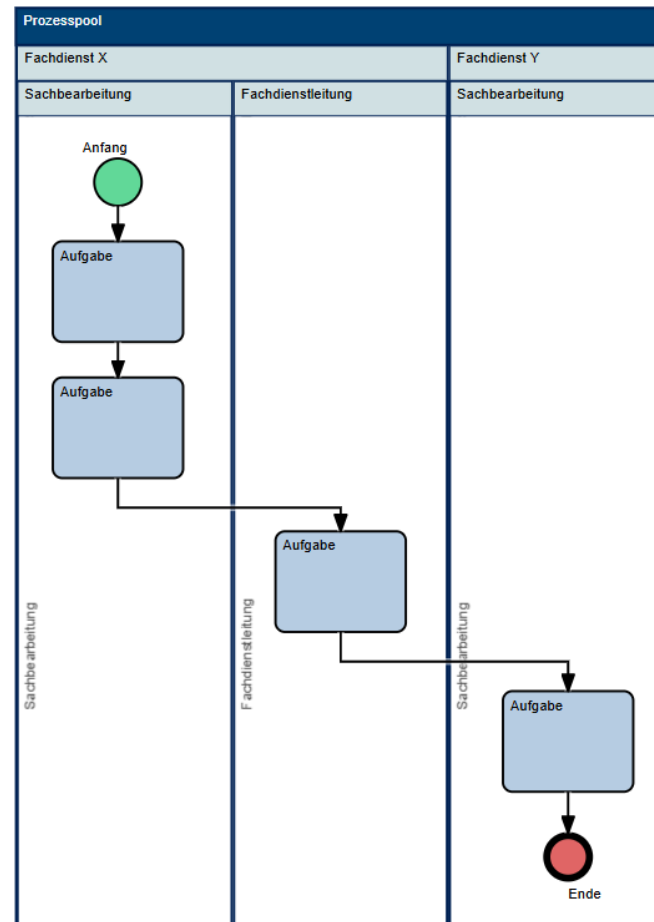 Prozesspool
Fachdienst X
Fachdienst Y
Sachbearbeitung
Fachdienstleitung
Sachbearbeitung
Anfang
Aufgabe
Aufgabe
Aufgabe
Sachbearbeitung
Fachdienstleitung
Sachbearbeitung
Aufgabe
Ende